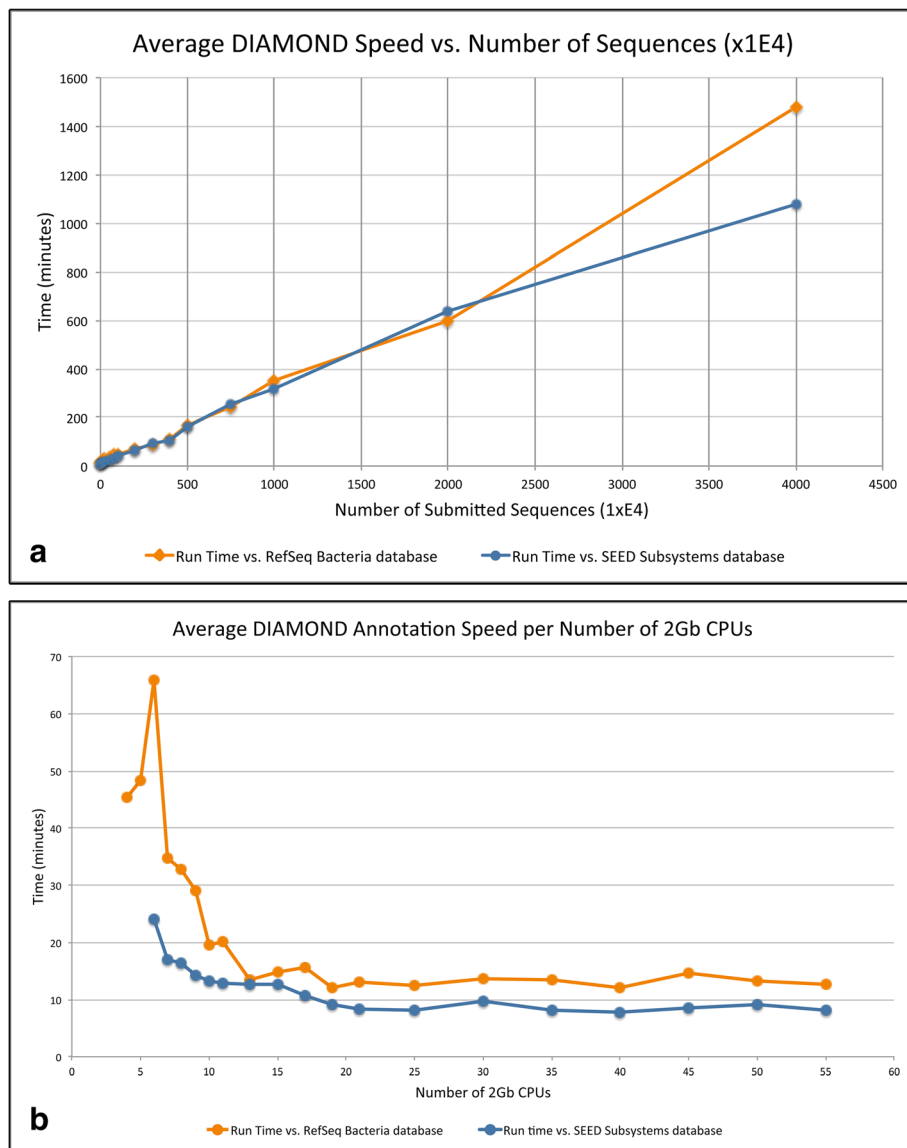 Average DIAMOND Speed vs. Number of Sequences (x1E4)
1600
1400
1200
1000
800
600
400
200
0
Time (minutes)
0 500 1000 1500 2000 2500 3000 3500 4000 4500
Number of Submitted Sequences (1xE4)
a
Run Time vs. RefSeq Bacteria database Run Time vs. SEED Subsystems database
Average DIAMOND Annotation Speed per Number of 2Gb CPUs
70
60
50
40
30
20
10
0
Time (minutes)
0 5 10 15 20 25 30 35 40 45 50 55 60
Number of 2Gb CPUs
b
Run Time vs. RefSeq Bacteria database Run time vs. SEED Subsystems database